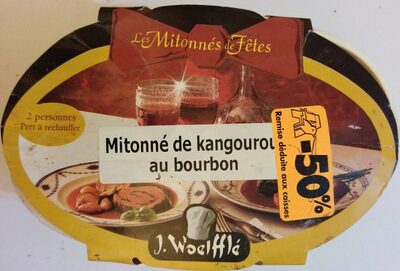 Les Mitonnés de Fêtes
2 personnes
Prêt à réchauffer
Mitonné de kangourou
au bourbon
-50%
Remise déduite aux caisses
J. Woelfflé